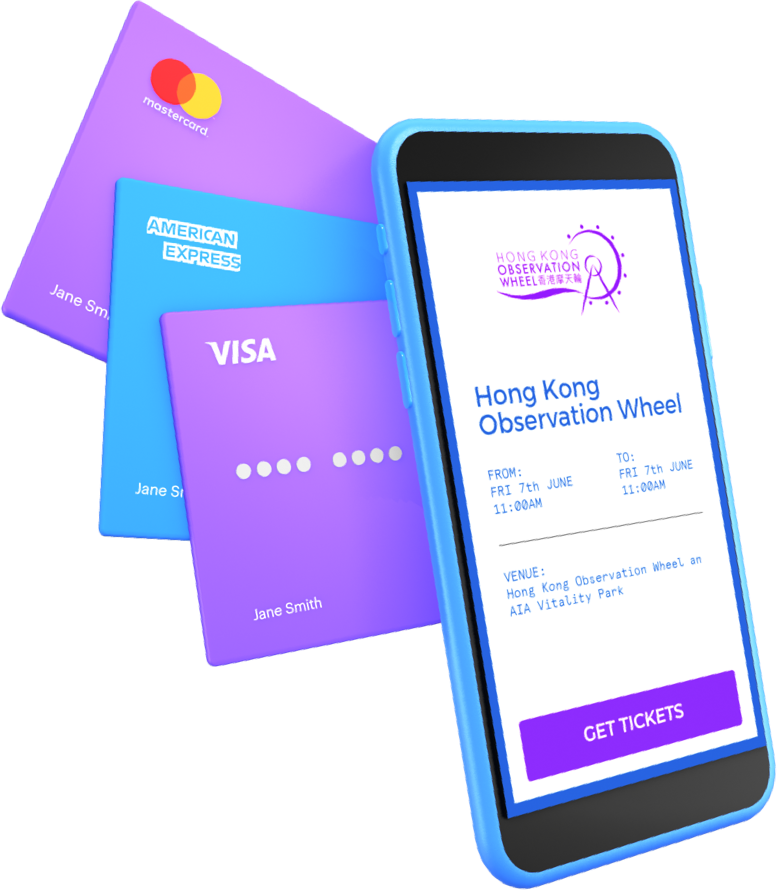 mastercard
Jane Sm
AMERICAN
EXPRESS
Jane S
VISA
Jane Smith
HONG KONG
OBSERVATION
WHEEL香港摩天輪
Hong Kong
Observation Wheel
FROM:
FRI 7th JUNE
11:00AM
TO:
FRI 7th JUNE
11:00AM
VENUE:
Hong Kong Observation Wheel an
AIA Vitality Park
GET TICKETS